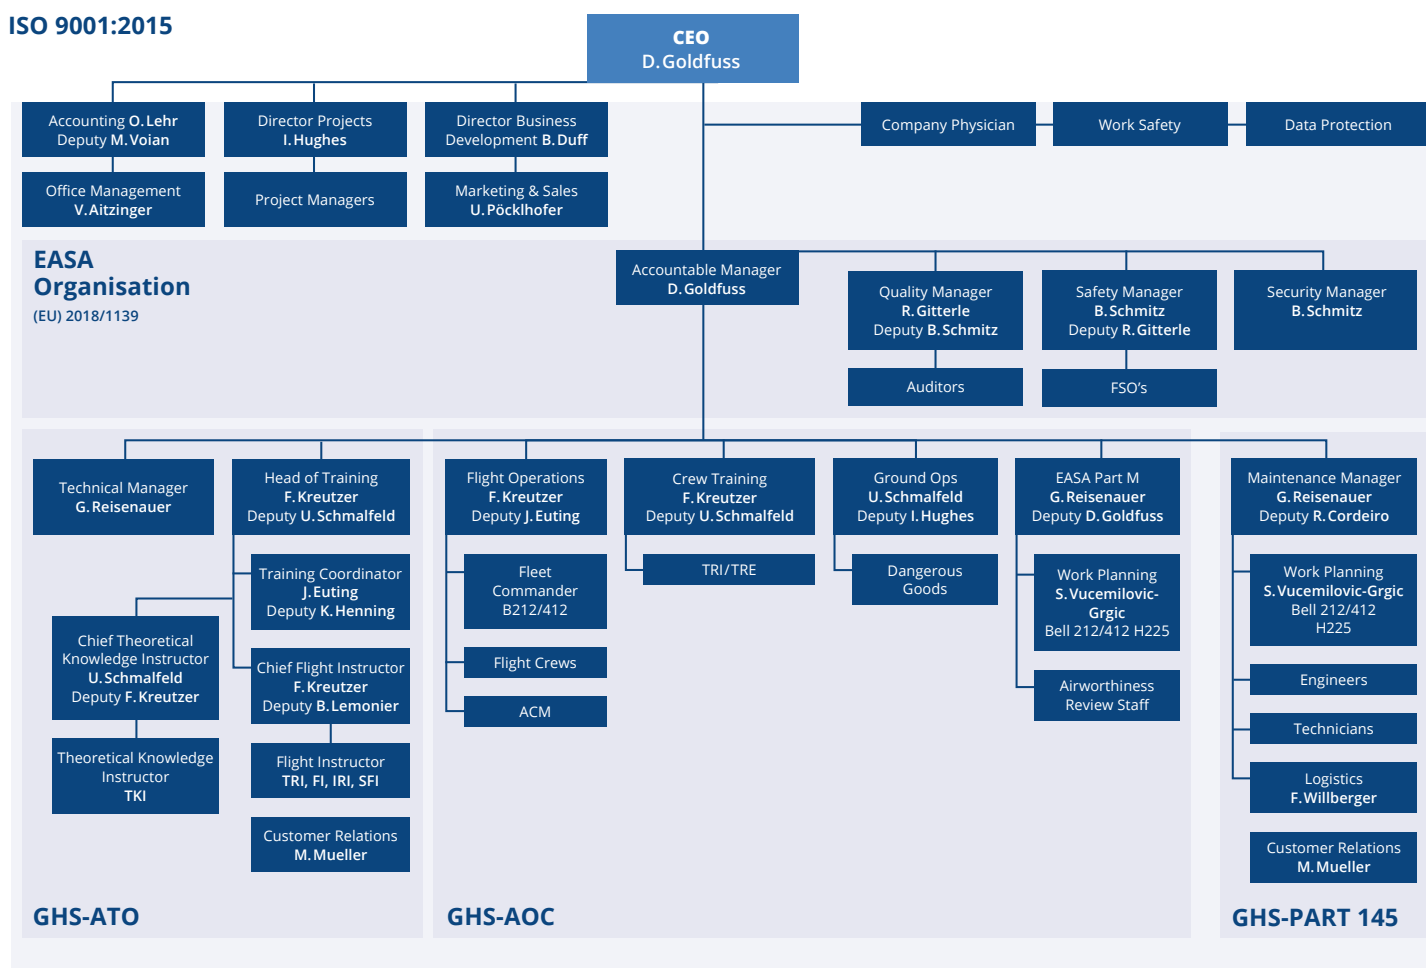 ISO 9001:2015
CEO
D. Goldfuss
Accounting O. Lehr
Deputy M. Voian
Director Projects
I. Hughes
Director Business
Development B. Duff
Company Physician
Work Safety
Data Protection
Office Management
V. Aitzinger
Project Managers
Marketing & Sales
U. Pöcklhofer
EASA
Organisation
(EU) 2018/1139
Accountable Manager
D. Goldfuss
Quality Manager
R. Gitterle
Deputy B. Schmitz
Safety Manager
B. Schmitz
Deputy R. Gitterle
Security Manager
B. Schmitz
Auditors
FSO's
Technical Manager
G. Reisenauer
Head of Training
F. Kreutzer
Deputy U. Schmalfeld
Training Coordinator
J. Euting
Deputy K. Henning
Chief Theoretical
Knowledge Instructor
U. Schmalfeld
Deputy F. Kreutzer
Chief Flight Instructor
F. Kreutzer
Deputy B. Lemonier
Theoretical Knowledge
Instructor
TKI
Flight Instructor
TRI, FI, IRI, SFI
Customer Relations
M. Mueller
GHS-ATO
Flight Operations
F. Kreutzer
Deputy J. Euting
Fleet
Commander
B212/412
Flight Crews
ACM
Crew Training
F. Kreutzer
Deputy U. Schmalfeld
TRI/TRE
Ground Ops
U. Schmalfeld
Deputy I. Hughes
Dangerous
Goods
EASA Part M
G. Reisenauer
Deputy D. Goldfuss
Work Planning
S. Vucemilovic-
Grgic
Bell 212/412 H225
Airworthiness
Review Staff
GHS-AOC
Maintenance Manager
G. Reisenauer
Deputy R. Cordeiro
Work Planning
S. Vucemilovic-Grgic
Bell 212/412
H225
Engineers
Technicians
Logistics
F. Willberger
Customer Relations
M. Mueller
GHS-PART 145